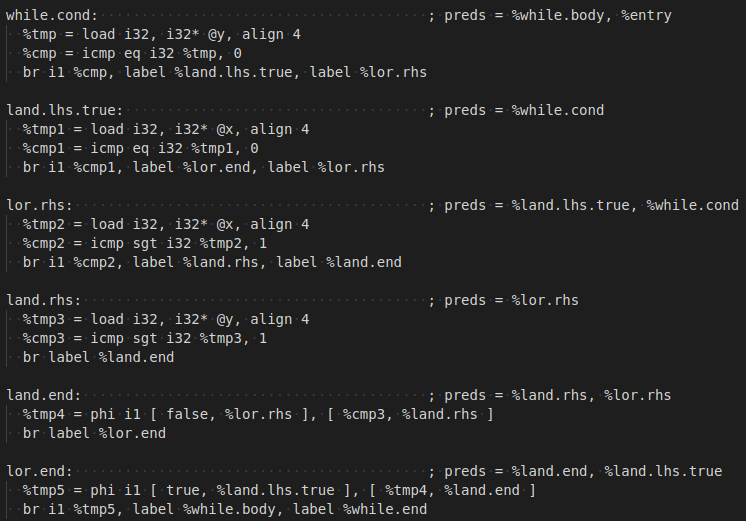 while.cond: ; preds = %while.body, %entry
%tmp = load i32, i32* @y, align 4
%cmp = icmp eq i32 %tmp, 0
br i1 %cmp, label %land.lhs.true, label %lor.rhs
land.lhs.true: ; preds = %while.cond
%tmp1 = load i32, i32* @x, align 4
%cmp1 = icmp eq i32 %tmp1, 0
br i1 %cmp1, label %lor.end, label %lor.rhs
lor.rhs: ; preds = %land.lhs.true, %while.cond
%tmp2 = load i32, i32* @x, align 4
%cmp2 = icmp sgt i32 %tmp2, 1
br i1 %cmp2, label %land.rhs, label %land.end
land.rhs: ; preds = %lor.rhs
%tmp3 = load i32, i32* @y, align 4
%cmp3 = icmp sgt i32 %tmp3, 1
br label %land.end
land.end: ; preds = %land.rhs, %lor.rhs
%tmp4 = phi i1 [ false, %lor.rhs ], [ %cmp3, %land.rhs ]
br label %lor.end
lor.end: ; preds = %land.end, %land.lhs.true
%tmp5 = phi i1 [ true, %land.lhs.true ], [ %tmp4, %land.end ]
br i1 %tmp5, label %while.body, label %while.end